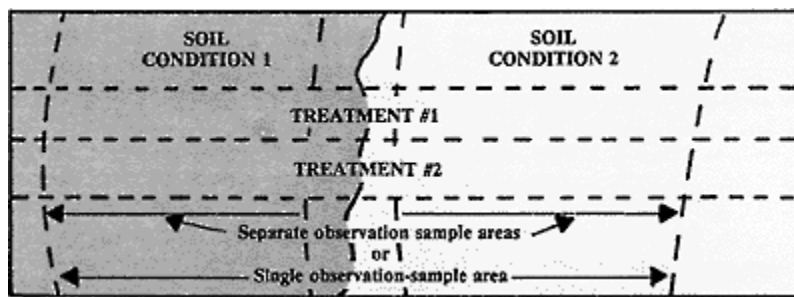 SOIL
CONDITION 1
SOIL
CONDITION 2
TREATMENT #1
TREATMENT #2
Separate observation sample areas
or
Single observation-sample area